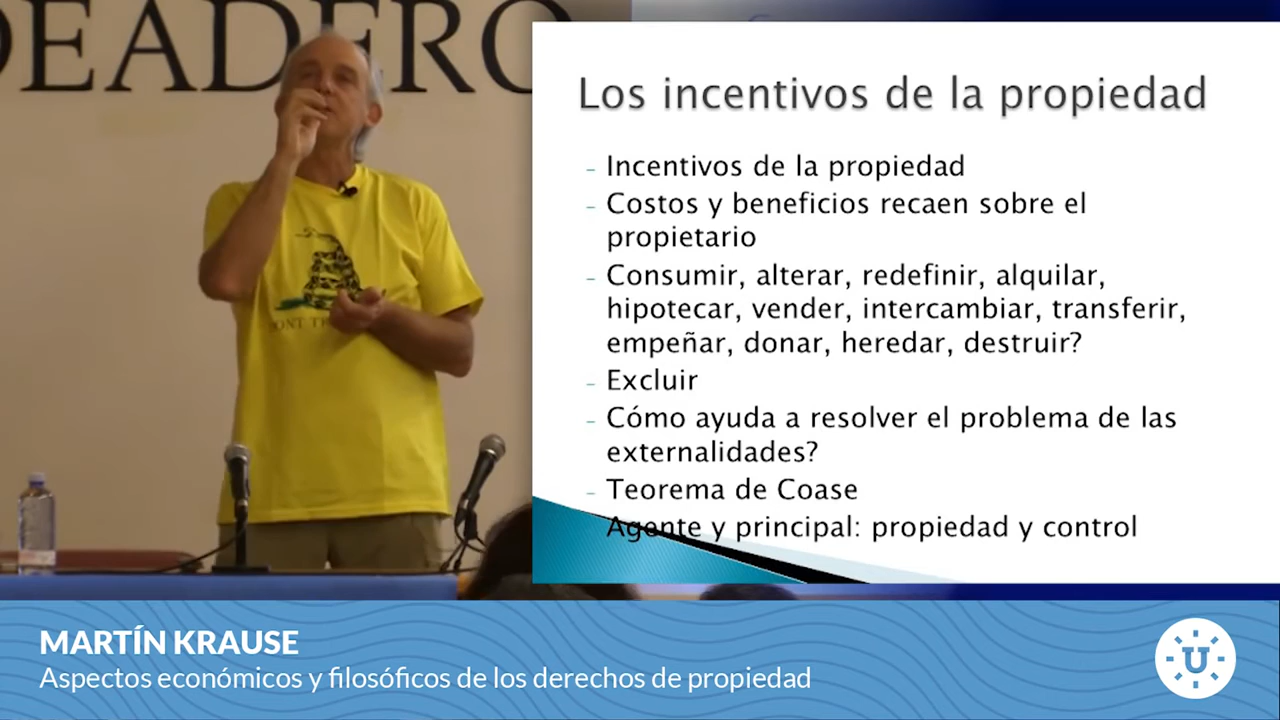 DEADERO
Los incentivos de la propiedad
- Incentivos de la propiedad
- Costos y beneficios recaen sobre el
propietario
- Consumir, alterar, redefinir, alquilar,
hipotecar, vender, intercambiar, transferir,
empeñar, donar, heredar, destruir?
- Excluir
- Cómo ayuda a resolver el problema de las
externalidades?
- Teorema de Coase
Agente y principal: propiedad y control
DONT
MARTÍN KRAUSE
Aspectos económicos y filosóficos de los derechos de propiedad
U